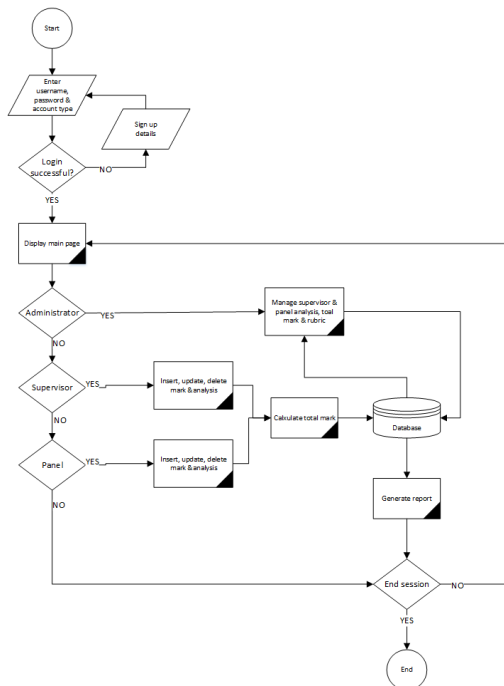 Start
Enter
username,
password &
account type
Sign up
details
Login
successful?
NO
YES
Display main page
Administrator
YES
NO
Manage supervisor &
panel analysis, toal
mark & rubric
Supervisor
YES
NO
Insert, update, delete
mark & analysis
Calculate total mark
Database
Panel
YES
NO
Insert, update, delete
mark & analysis
Generate report
End session
NO
YES
End